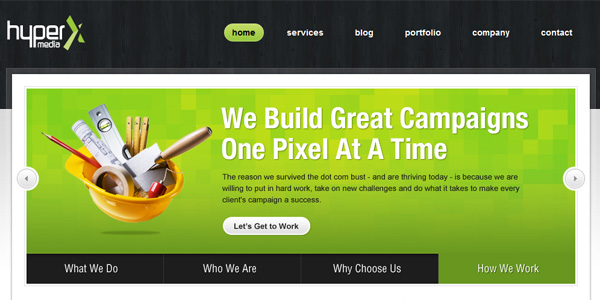 hyper X
media
home
services
blog
portfolio
company
contact
We Build Great Campaigns
One Pixel At A Time
The reason we survived the dot com bust - and are thriving today - is because we are
willing to put in hard work, take on new challenges and do what it takes to make every
client's campaign a success.
Let's Get to Work
What We Do
Who We Are
Why Choose Us
How We Work